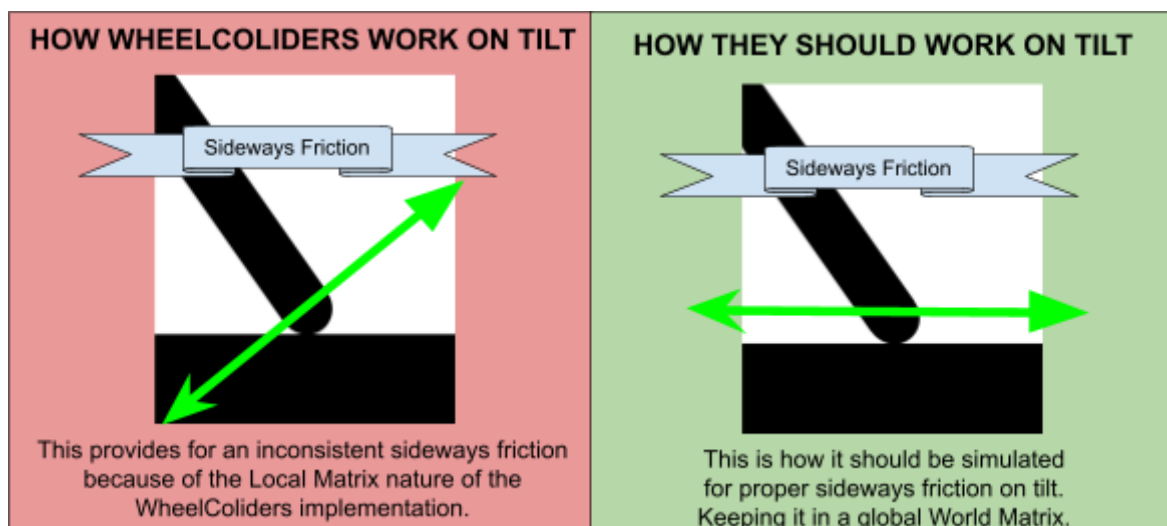 HOW WHEELCOLIDERS WORK ON TILT
Sideways Friction
This provides for an inconsistent sideways friction
because of the Local Matrix nature of the
WheelColiders implementation.
HOW THEY SHOULD WORK ON TILT
Sideways Friction
This is how it should be simulated
for proper sideways friction on tilt.
Keeping it in a global World Matrix.